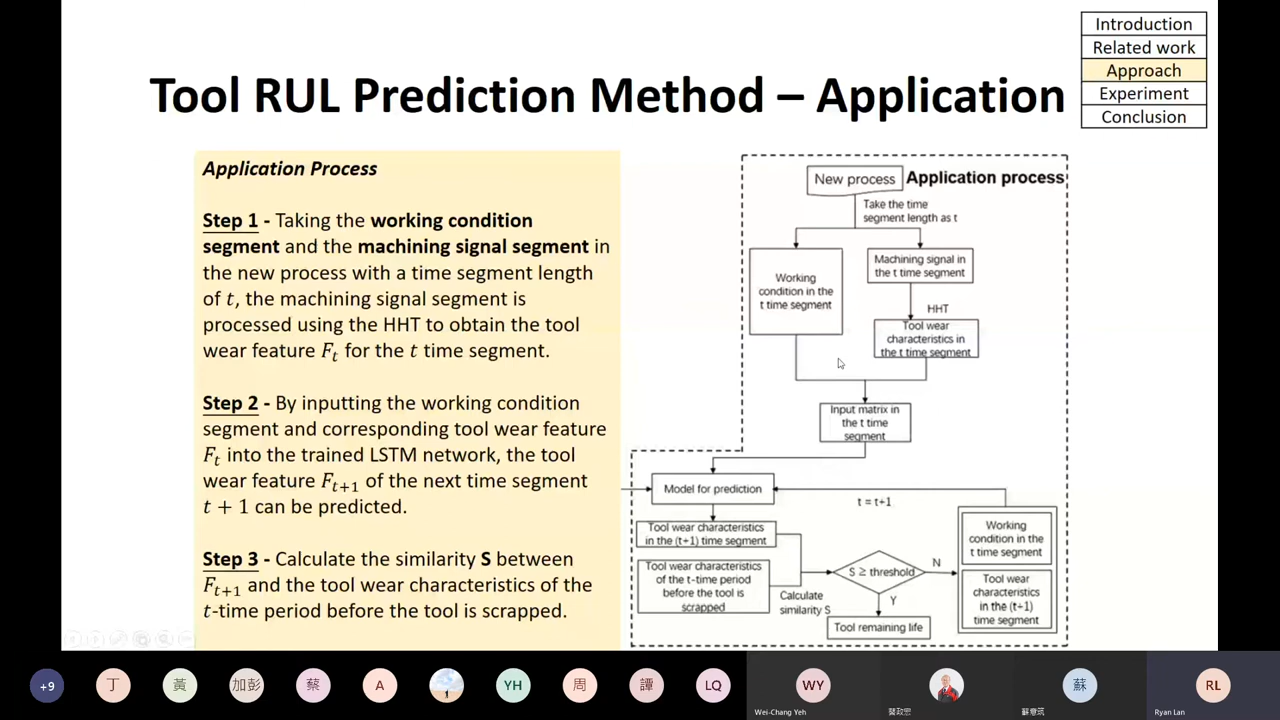 Introduction
Related work
Approach
Experiment
Conclusion
Tool RUL Prediction Method – Application
Application Process
Step 1 - Taking the working condition
segment and the machining signal segment in
the new process with a time segment length
of t, the machining signal segment is
processed using the HHT to obtain the tool
wear feature Fₜ for the t time segment.
Step 2 - By inputting the working condition
segment and corresponding tool wear feature
Fₜ into the trained LSTM network, the tool
wear feature Fₜ₊₁ of the next time segment
t + 1 can be predicted.
Step 3 - Calculate the similarity S between
Fₜ₊₁ and the tool wear characteristics of the
t-time period before the tool is scrapped.
New process
Application process
Take the time
segment length as t
Working
condition in the
t time segment
Machining signal in
the t time segment
HHT
Tool wear
characteristics in
the t time segment
Input matrix in
the t time
segment
Model for prediction
t = t+1
Tool wear characteristics
in the (t+1) time segment
Tool wear characteristics
of the t-time period
before the tool is
scrapped
Calculate
similarity S
S ≥ threshold
N
Y
Tool remaining life
Working
condition in the
t time segment
Tool wear
characteristics
in the (t+1)
time segment
+9
丁
黃
加彭
蔡
A
YH
周
譚
LQ
WY
Wei-Chang Yeh
蘇
RL
Ryan Lan